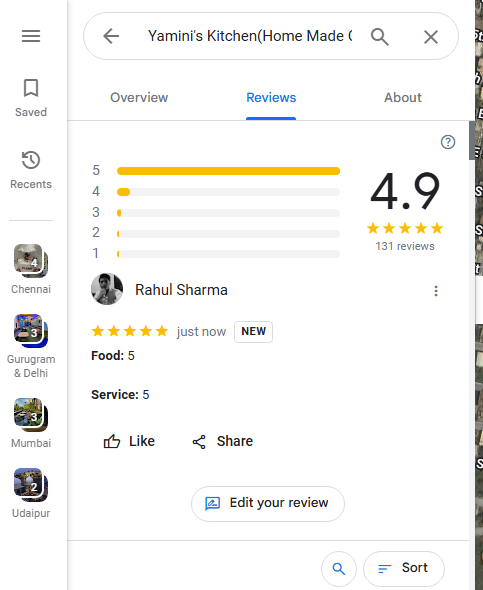 Yamini's Kitchen(Home Made
Overview
Reviews
About
Saved
Recents
4
Chennai
3
Gurugram
& Delhi
3
Mumbai
2
Udaipur
5
4
3
2
1
4.9
131 reviews
Rahul Sharma
just now NEW
Food: 5
Service: 5
Like Share
Edit your review
Sort